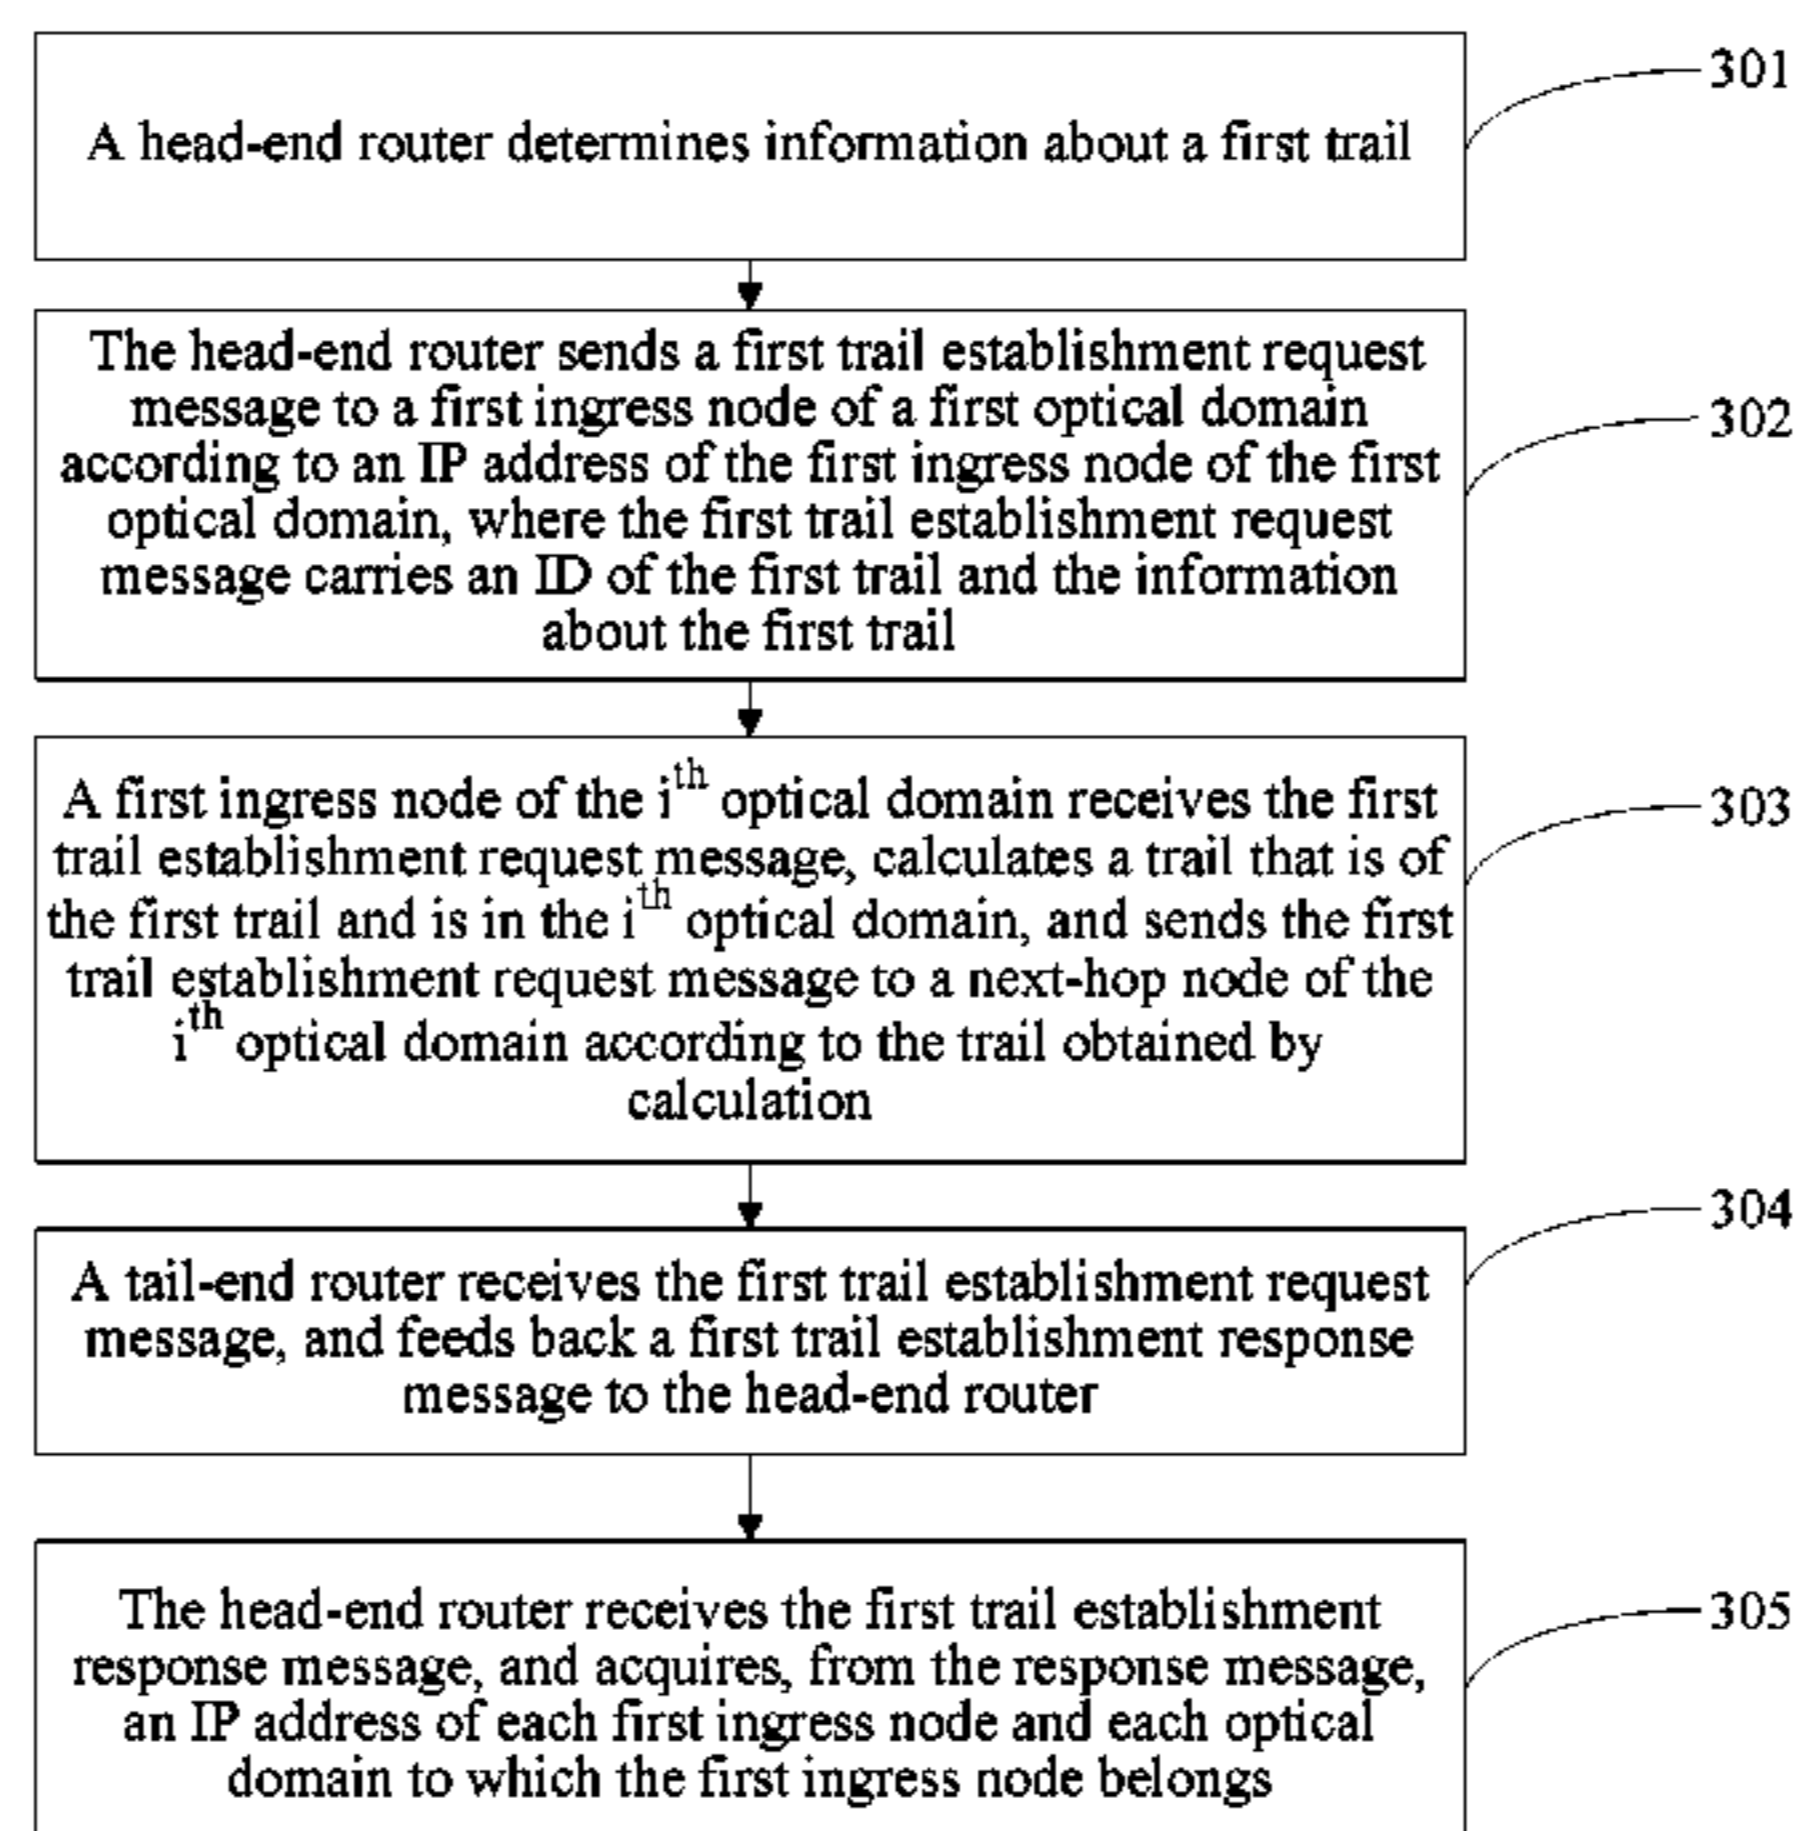 A head-end router determines information about a first trail
301
The head-end router sends a first trail establishment request
message to a first ingress node of a first optical domain
according to an IP address of the first ingress node of the first
optical domain, where the first trail establishment request
message carries an ID of the first trail and the information
about the first trail
302
A first ingress node of the i^th optical domain receives the first
trail establishment request message, calculates a trail that is of
the first trail and is in the i^th optical domain, and sends the first
trail establishment request message to a next-hop node of the
i^th optical domain according to the trail obtained by
calculation
303
A tail-end router receives the first trail establishment request
message, and feeds back a first trail establishment response
message to the head-end router
304
The head-end router receives the first trail establishment
response message, and acquires, from the response message,
an IP address of each first ingress node and each optical
domain to which the first ingress node belongs
305